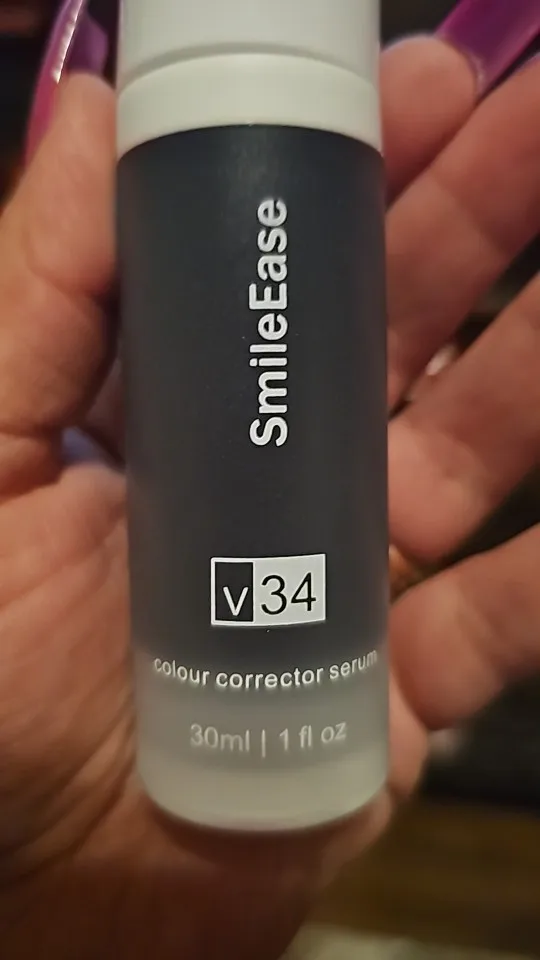 SmileEase
v34
colour corrector serum
30ml | 1 fl oz